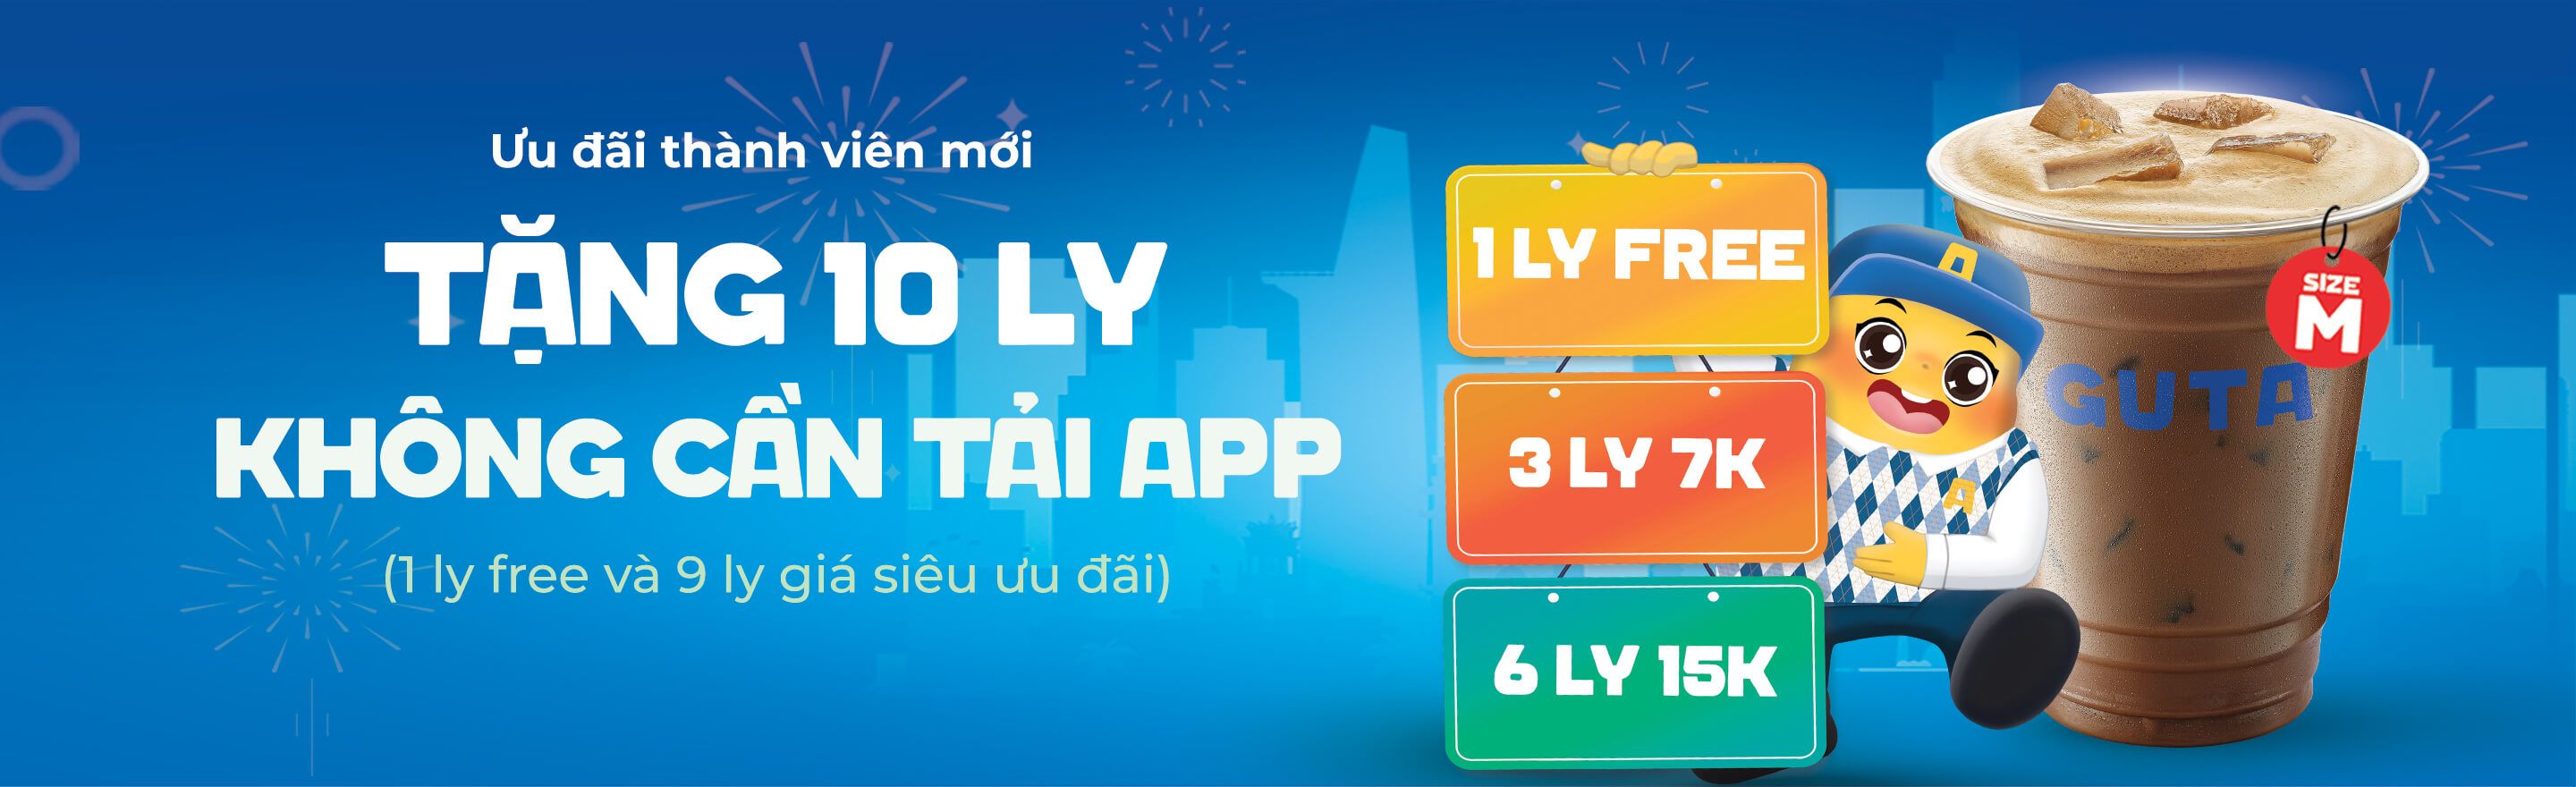 Ưu đãi thành viên mới
TẶNG 10 LY
KHÔNG CẦN TẢI APP
(1 ly free và 9 ly giá siêu ưu đãi)
1 LY FREE
3 LY 7K
6 LY 15K
A
A
GUTA
SIZE
M